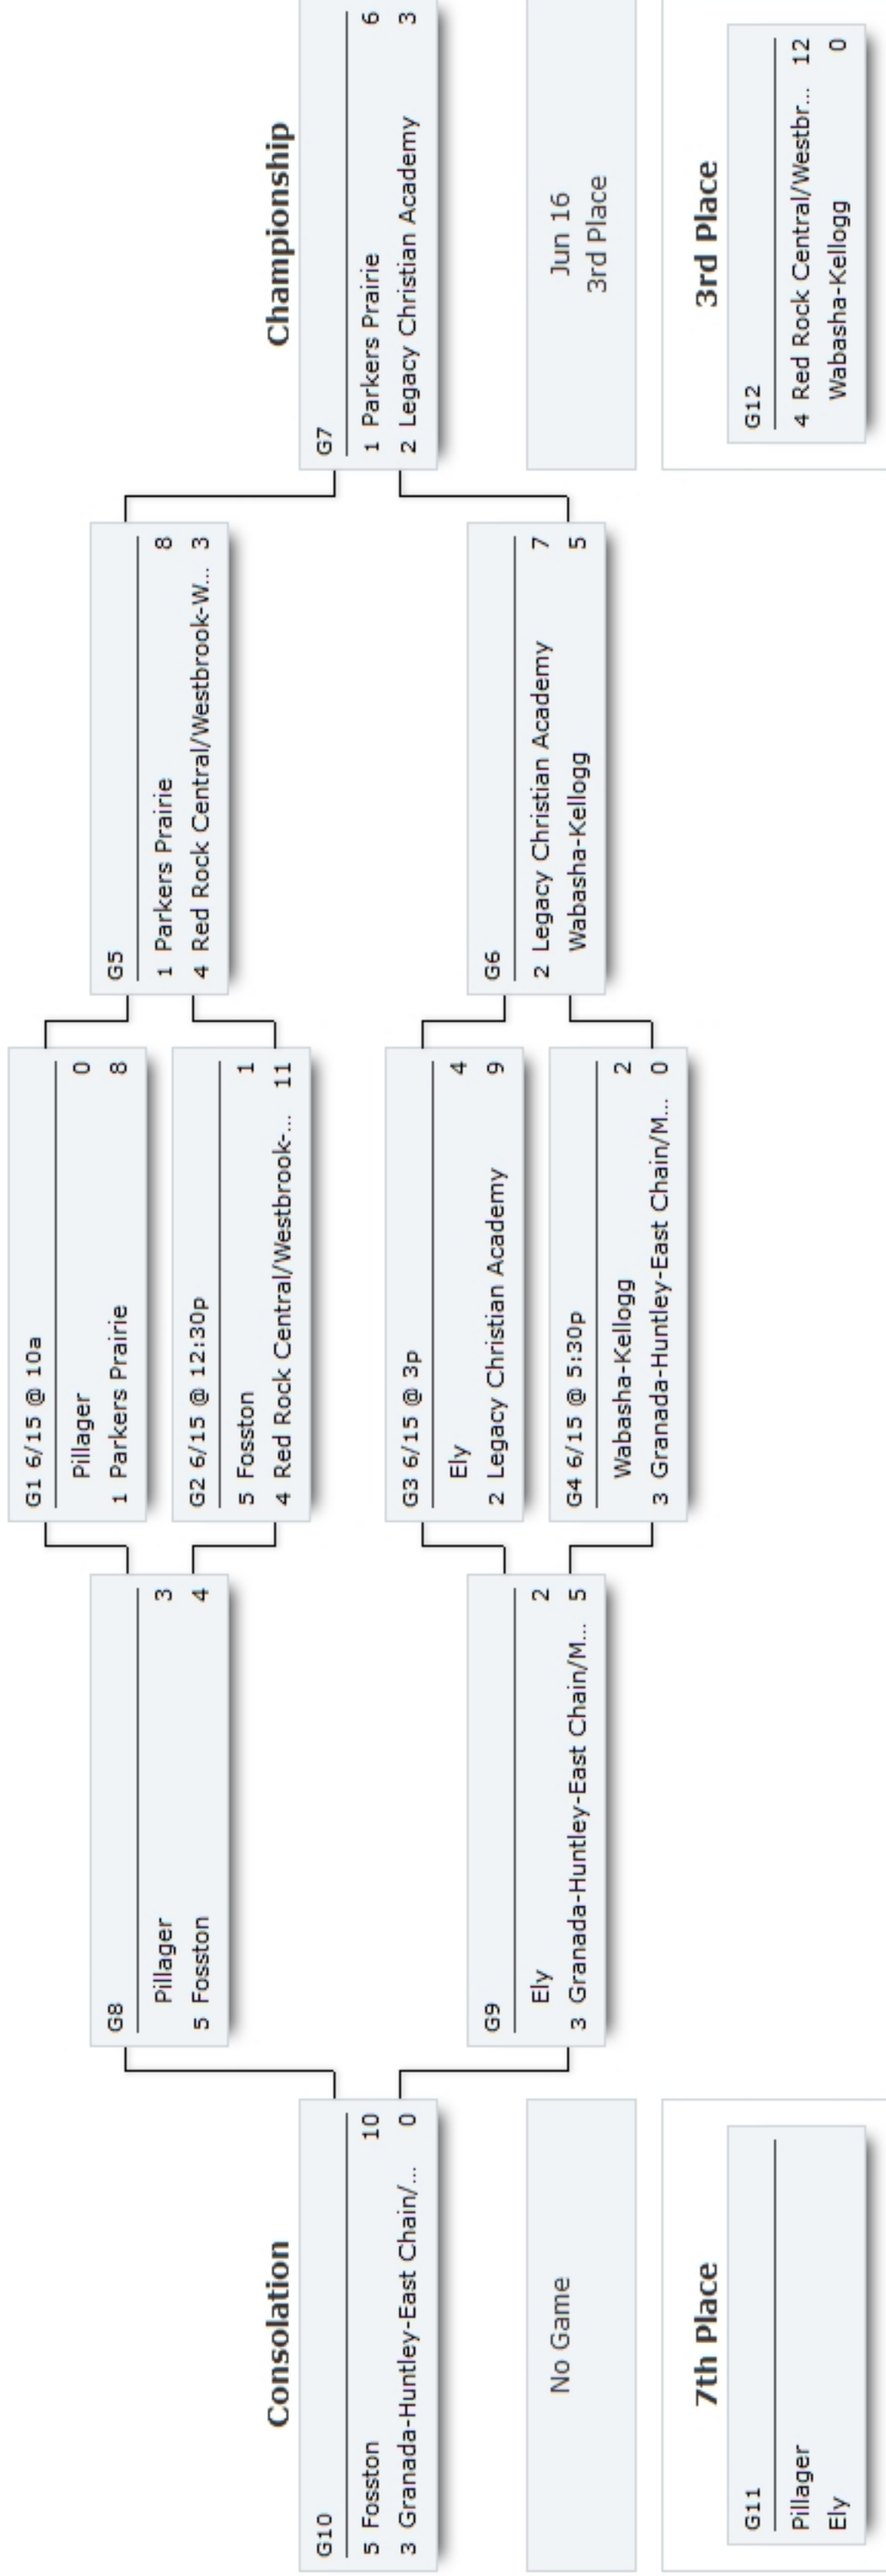 Consolation
G10
5 Fosston 10
3 Granada-Huntley-East Chain/... 0
No Game
7th Place
G11
Pillager
Ely
G8
Pillager 3
5 Fosston 4
G9
Ely 2
3 Granada-Huntley-East Chain/M... 5
G1 6/15 @ 10a
Pillager 0
1 Parkers Prairie 8
G2 6/15 @ 12:30p
5 Fosston 1
4 Red Rock Central/Westbrook-... 11
G3 6/15 @ 3p
Ely 4
2 Legacy Christian Academy 9
G4 6/15 @ 5:30p
Wabasha-Kellogg 2
3 Granada-Huntley-East Chain/M... 0
G5
1 Parkers Prairie 8
4 Red Rock Central/Westbrook-W... 3
G6
2 Legacy Christian Academy 7
Wabasha-Kellogg 5
Championship
G7
1 Parkers Prairie 6
2 Legacy Christian Academy 3
Jun 16
3rd Place
3rd Place
G12
4 Red Rock Central/Westbr... 12
Wabasha-Kellogg 0